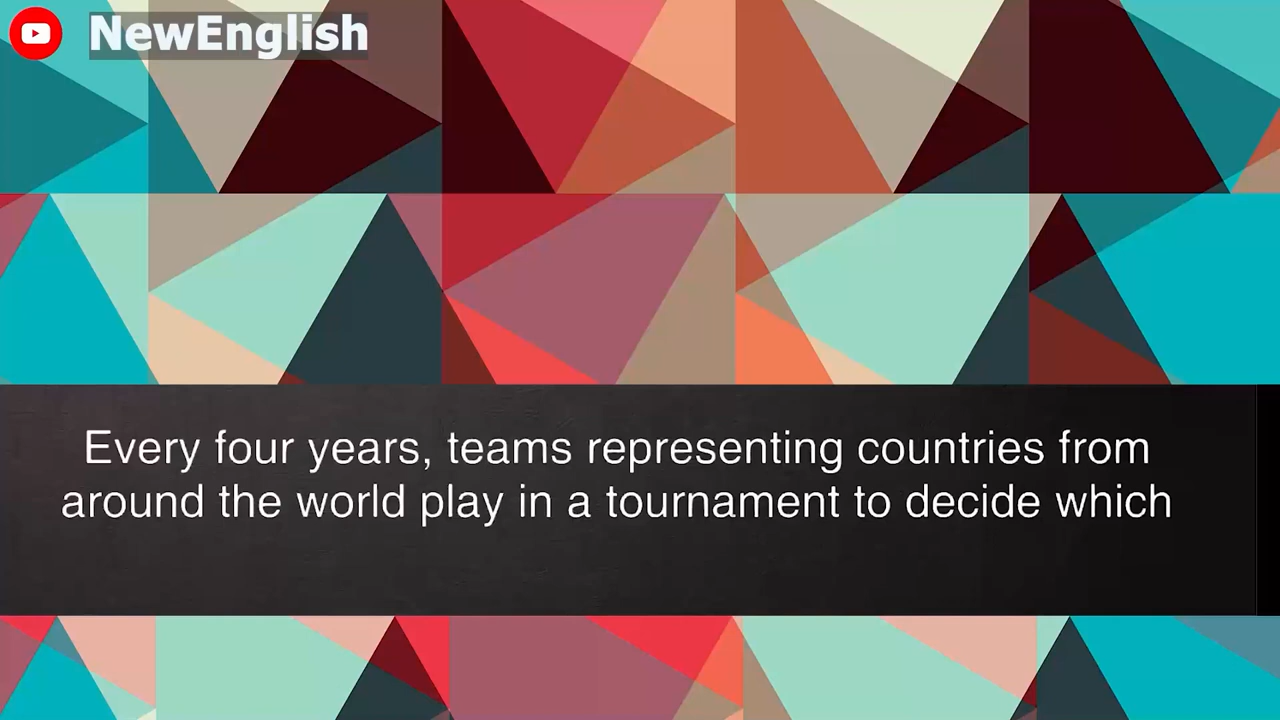 NewEnglish
Every four years, teams representing countries from
around the world play in a tournament to decide which